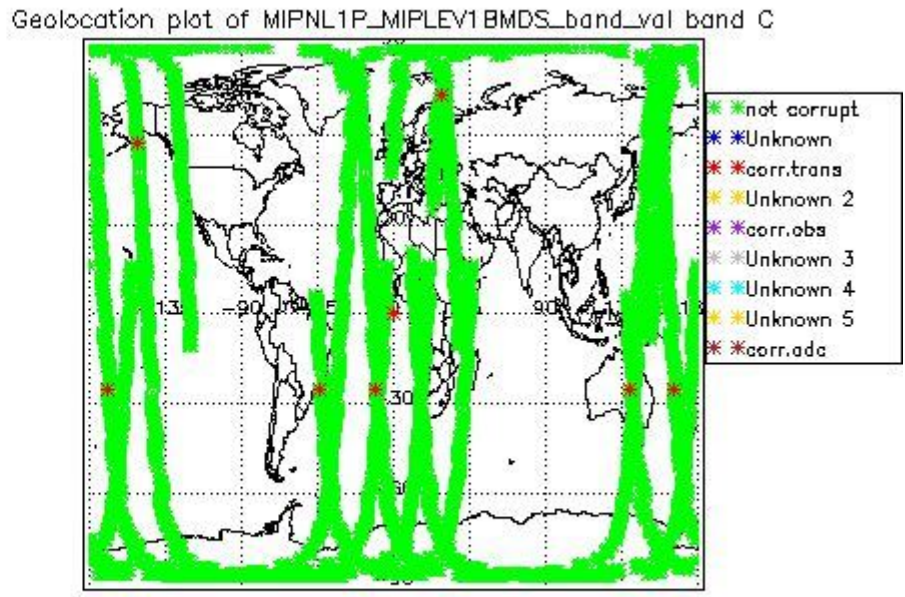 Geolocation plot of MIPNL1P_MIPLEV1BMDS_band_val band C
not corrupt
Unknown
corr.trans
Unknown 2
corr.obs
Unknown 3
Unknown 4
Unknown 5
corr.adc
-90
90
30